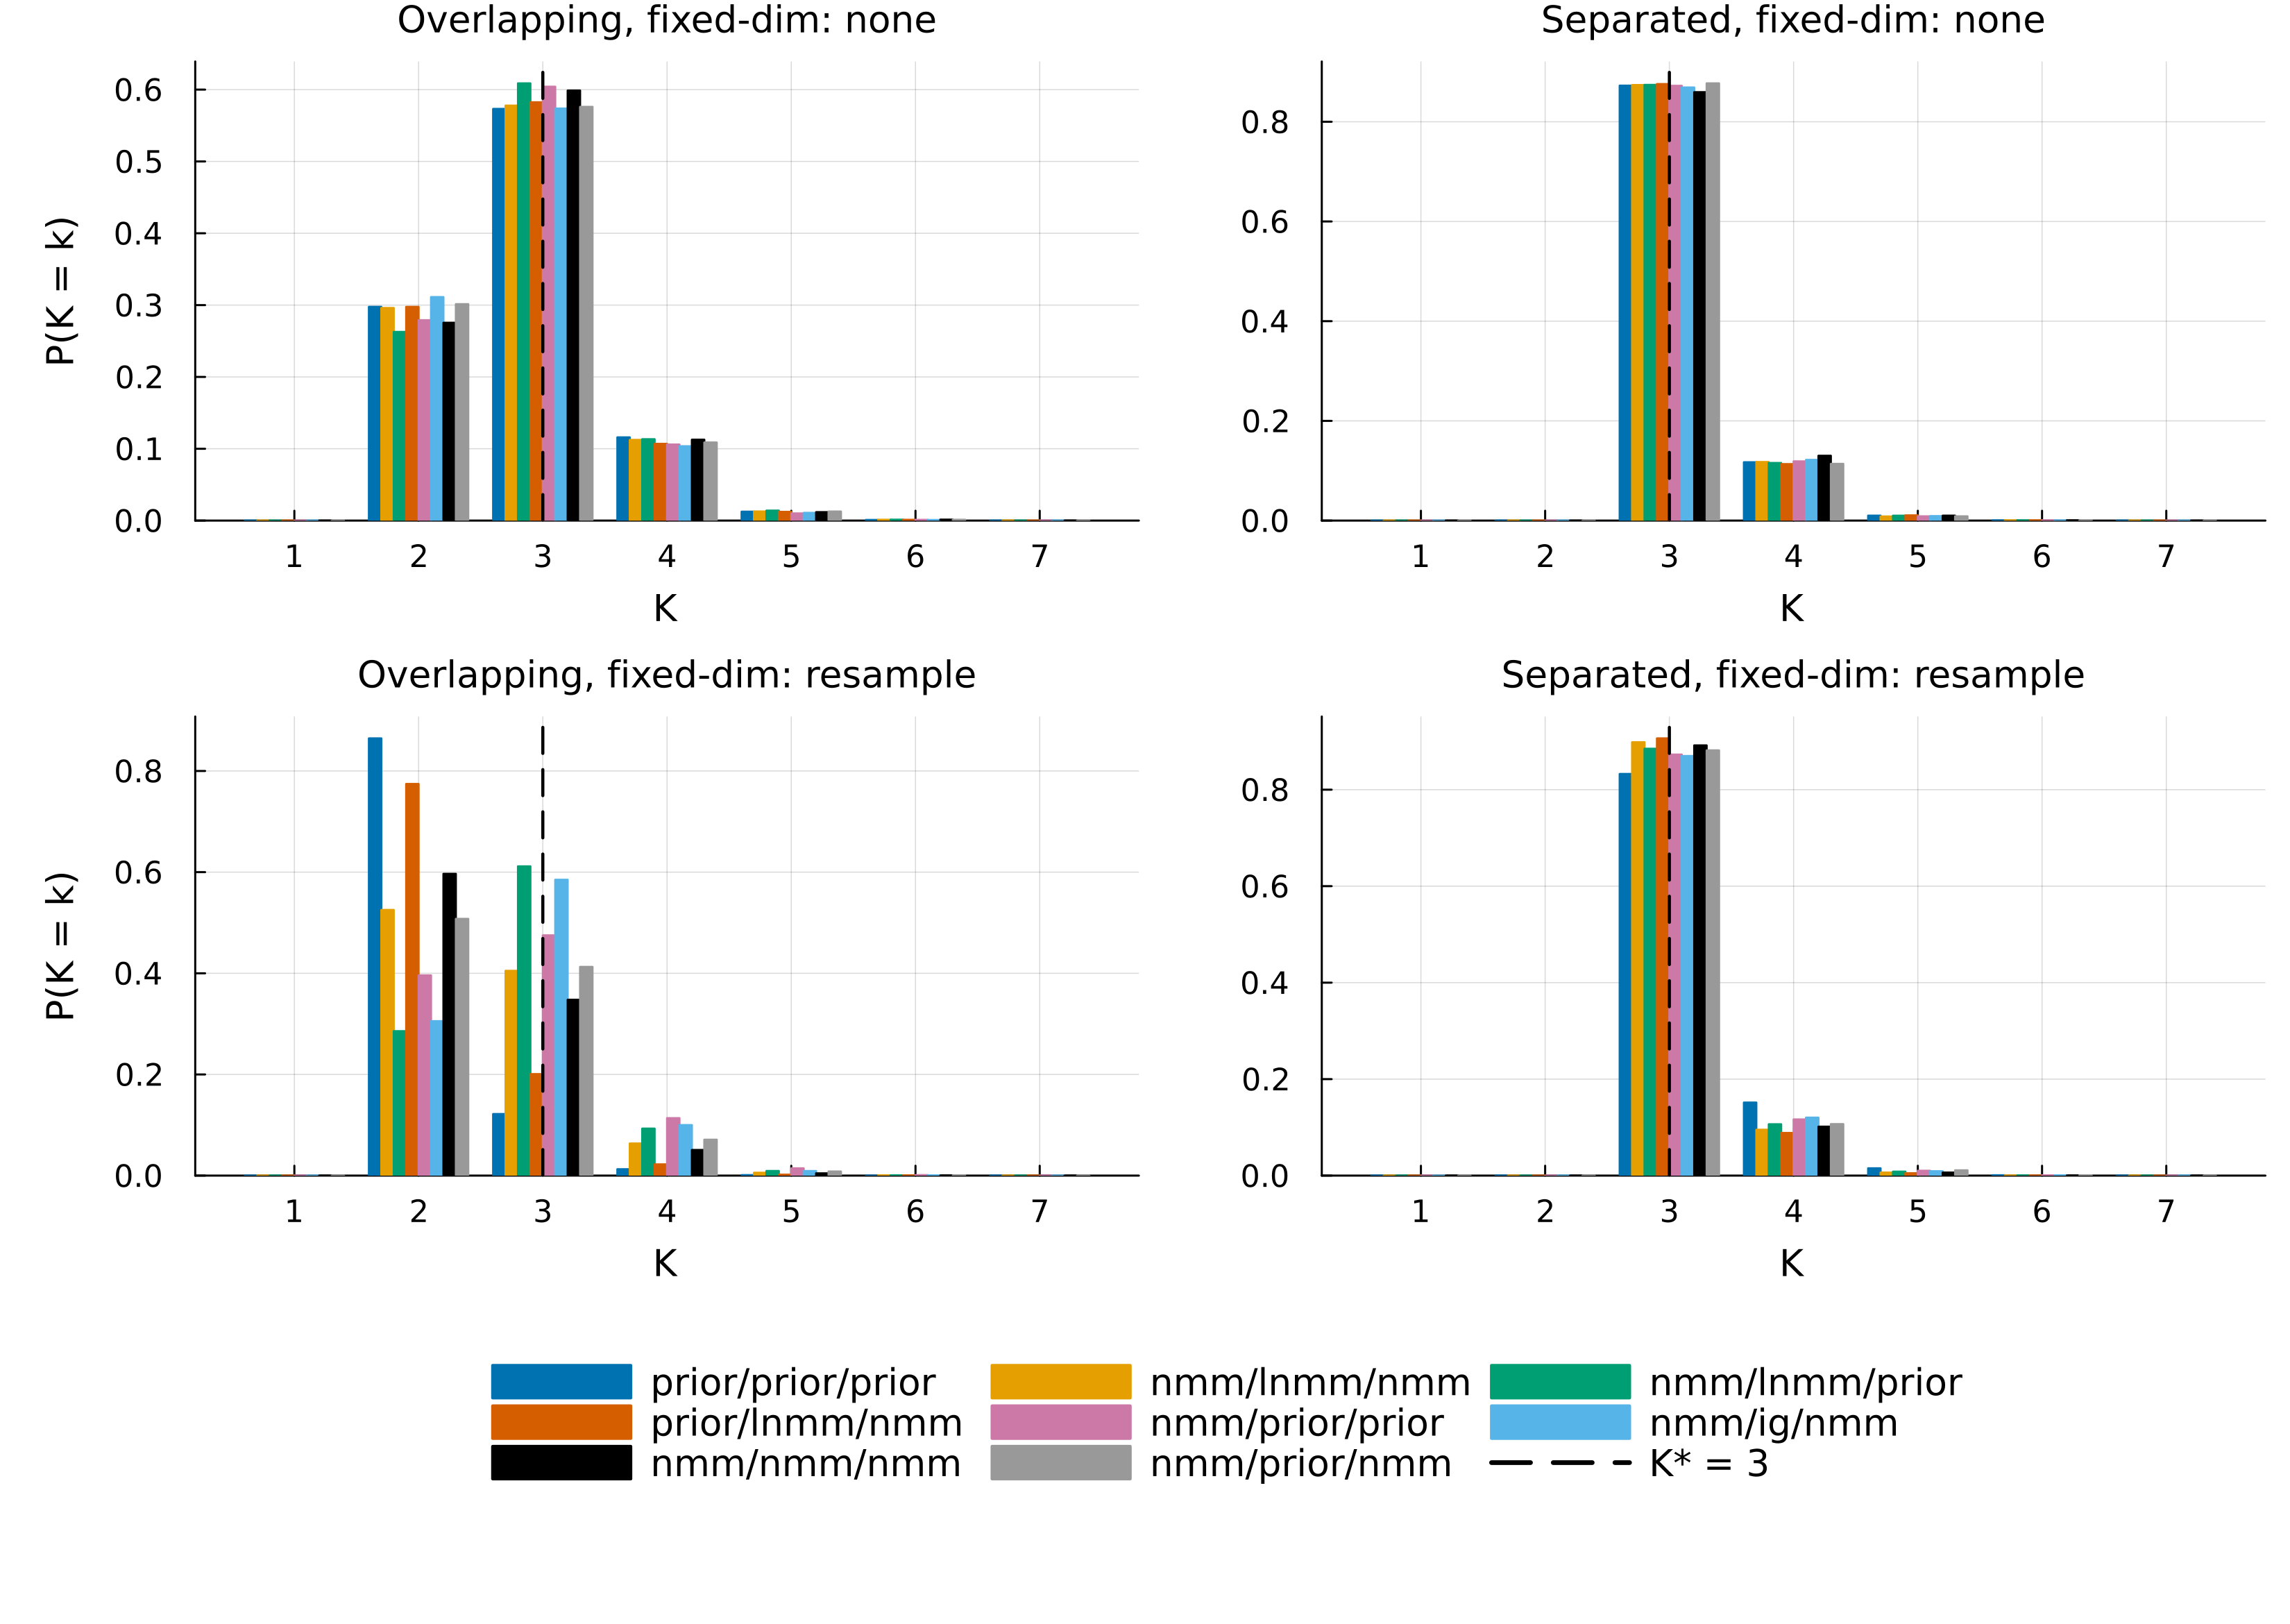 Overlapping, fixed-dim: none
P(K = k)
0.6
0.5
0.4
0.3
0.2
0.1
0.0
1 2 3 4 5 6 7
K
Separated, fixed-dim: none
0.8
0.6
0.4
0.2
0.0
1 2 3 4 5 6 7
K
Overlapping, fixed-dim: resample
P(K = k)
0.8
0.6
0.4
0.2
0.0
1 2 3 4 5 6 7
K
Separated, fixed-dim: resample
0.8
0.6
0.4
0.2
0.0
1 2 3 4 5 6 7
K
prior/prior/prior nmm/lnmm/nmm nmm/lnmm/prior
prior/lnmm/nmm nmm/prior/prior nmm/ig/nmm
nmm/nmm/nmm nmm/prior/nmm K* = 3